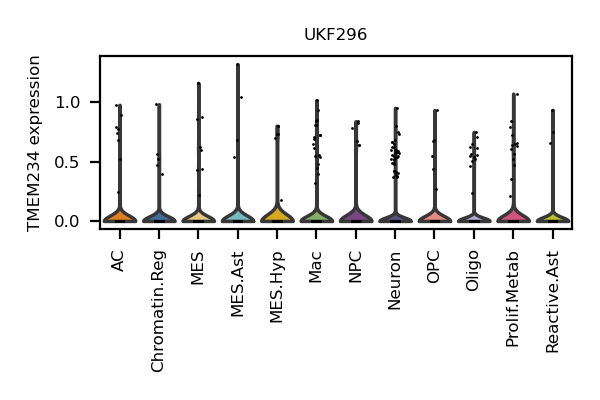 UKF296
TMEM234 expression
1.0
0.5
0.0
AC
Chromatin.Reg
MES
MES.Ast
MES.Hyp
Mac
NPC
Neuron
OPC
Oligo
Prolif.Metab
Reactive.Ast